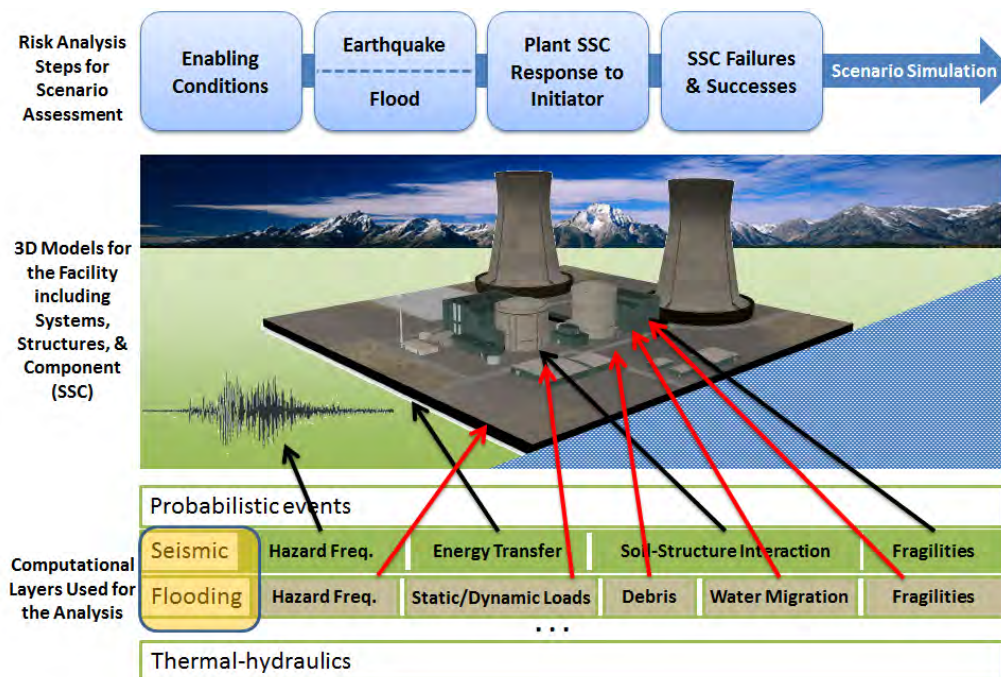 Risk Analysis
Steps for
Scenario
Assessment
Enabling
Conditions
Earthquake
Flood
Plant SSC
Response to
Initiator
SSC Failures
& Successes
Scenario Simulation
3D Models for
the Facility
including
Systems,
Structures, &
Component
(SSC)
Computational
Layers Used for
the Analysis
Probabilistic events
Seismic
Hazard Freq.
Energy Transfer
Soil-Structure Interaction
Fragilities
Flooding
Hazard Freq.
Static/Dynamic Loads
Debris
Water Migration
Fragilities
...
Thermal-hydraulics